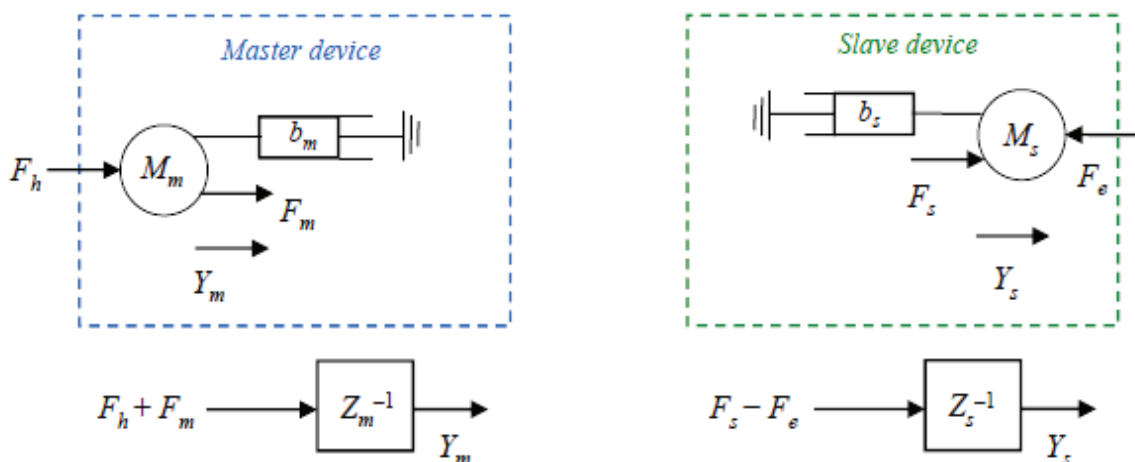 Master device
b_m
F_h
M_m
F_m
Y_m
F_h + F_m
Z_m^{-1}
Y_m
Slave device
b_s
M_s
F_s
F_e
Y_s
F_s − F_e
Z_s^{-1}
Y_s